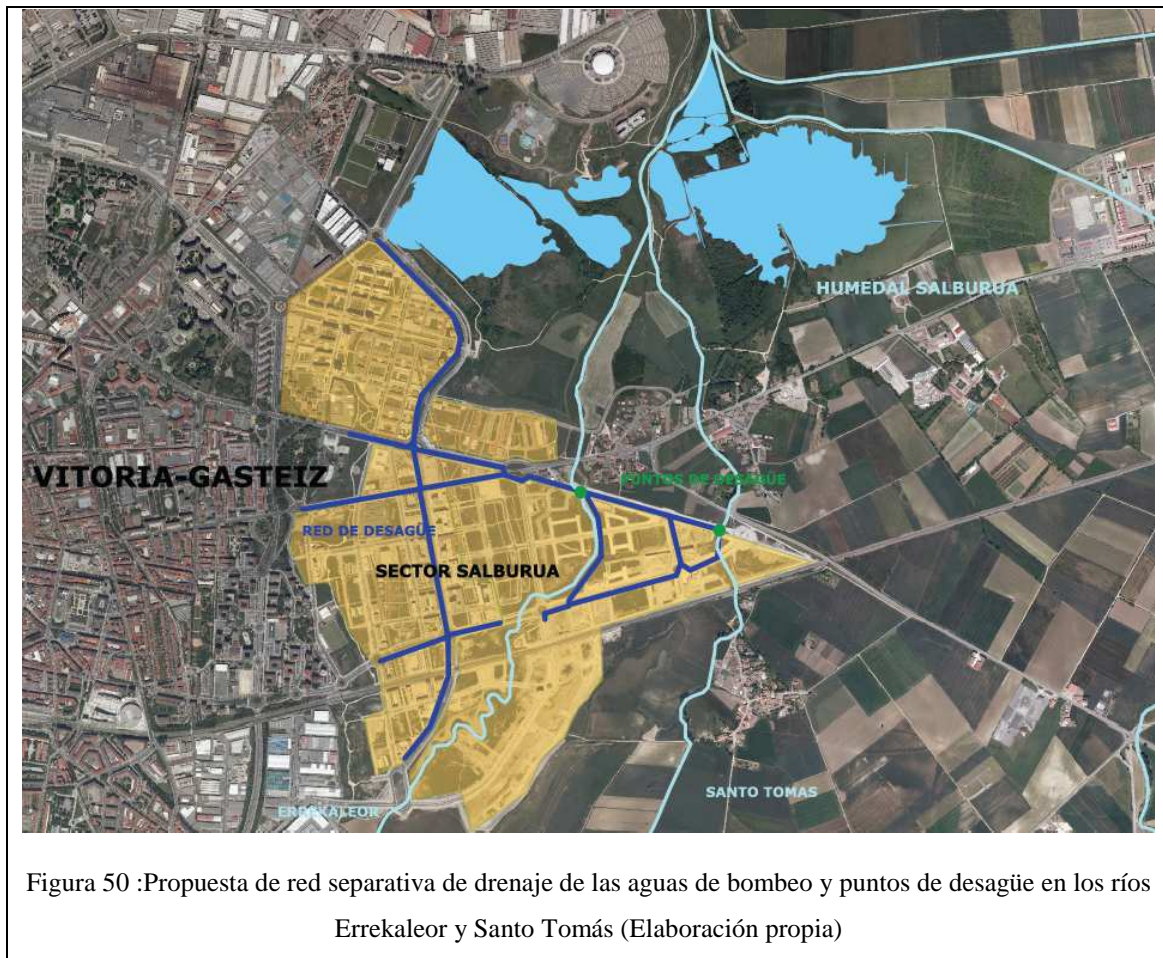 HUMEDAL SALBURUA
VITORIA-GASTEIZ
PUNTOS DE DESAGÜE
RED DE DESAGÜE
SECTOR SALBURUA
SANTO TOMAS
ERREKALEOR
Figura 50 :Propuesta de red separativa de drenaje de las aguas de bombeo y puntos de desagüe en los ríos
Errekaleor y Santo Tomás (Elaboración propia)